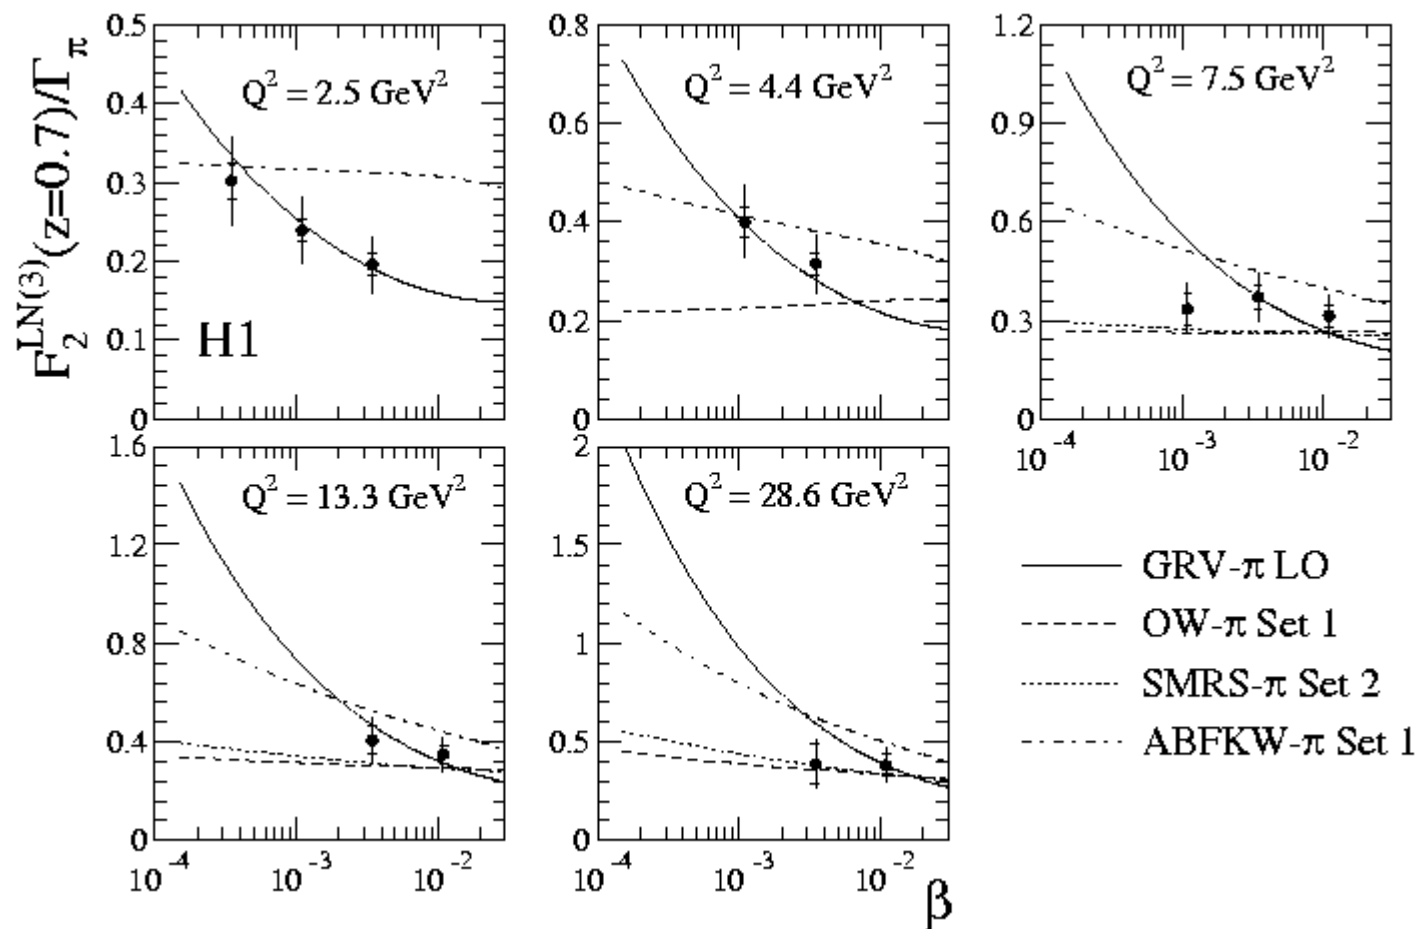 F₂^LN(3)(z=0.7)/Γ_π
0.5
0.4
0.3
0.2
0.1
0
Q² = 2.5 GeV²
H1
0.8
0.6
0.4
0.2
0
Q² = 4.4 GeV²
1.2
0.9
0.6
0.3
0
Q² = 7.5 GeV²
10⁻⁴ 10⁻³ 10⁻²
1.6
1.2
0.8
0.4
0
Q² = 13.3 GeV²
10⁻⁴ 10⁻³ 10⁻²
2
1.5
1
0.5
0
Q² = 28.6 GeV²
10⁻⁴ 10⁻³ 10⁻²
β
GRV-π LO
OW-π Set 1
SMRS-π Set 2
ABFKW-π Set 1